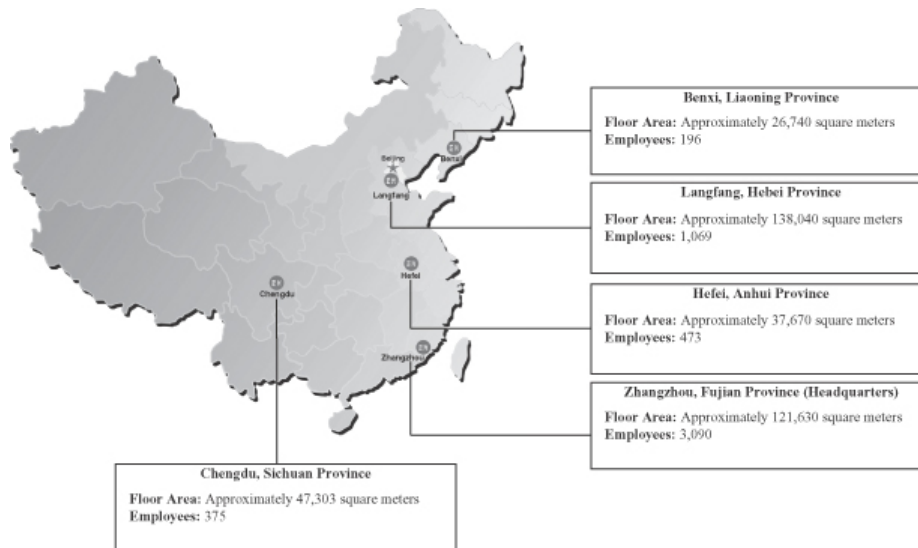 Benxi, Liaoning Province
Floor Area: Approximately 26,740 square meters
Employees: 196
Beijing
Benxi
Langfang
Langfang, Hebei Province
Floor Area: Approximately 138,040 square meters
Employees: 1,069
Hefei
Chengdu
Hefei, Anhui Province
Floor Area: Approximately 37,670 square meters
Employees: 473
Zhangzhou
Zhangzhou, Fujian Province (Headquarters)
Floor Area: Approximately 121,630 square meters
Employees: 3,090
Chengdu, Sichuan Province
Floor Area: Approximately 47,303 square meters
Employees: 375